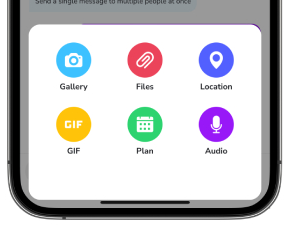 Send a single message to multiple people at once
Gallery Files Location
GIF
GIF Plan Audio